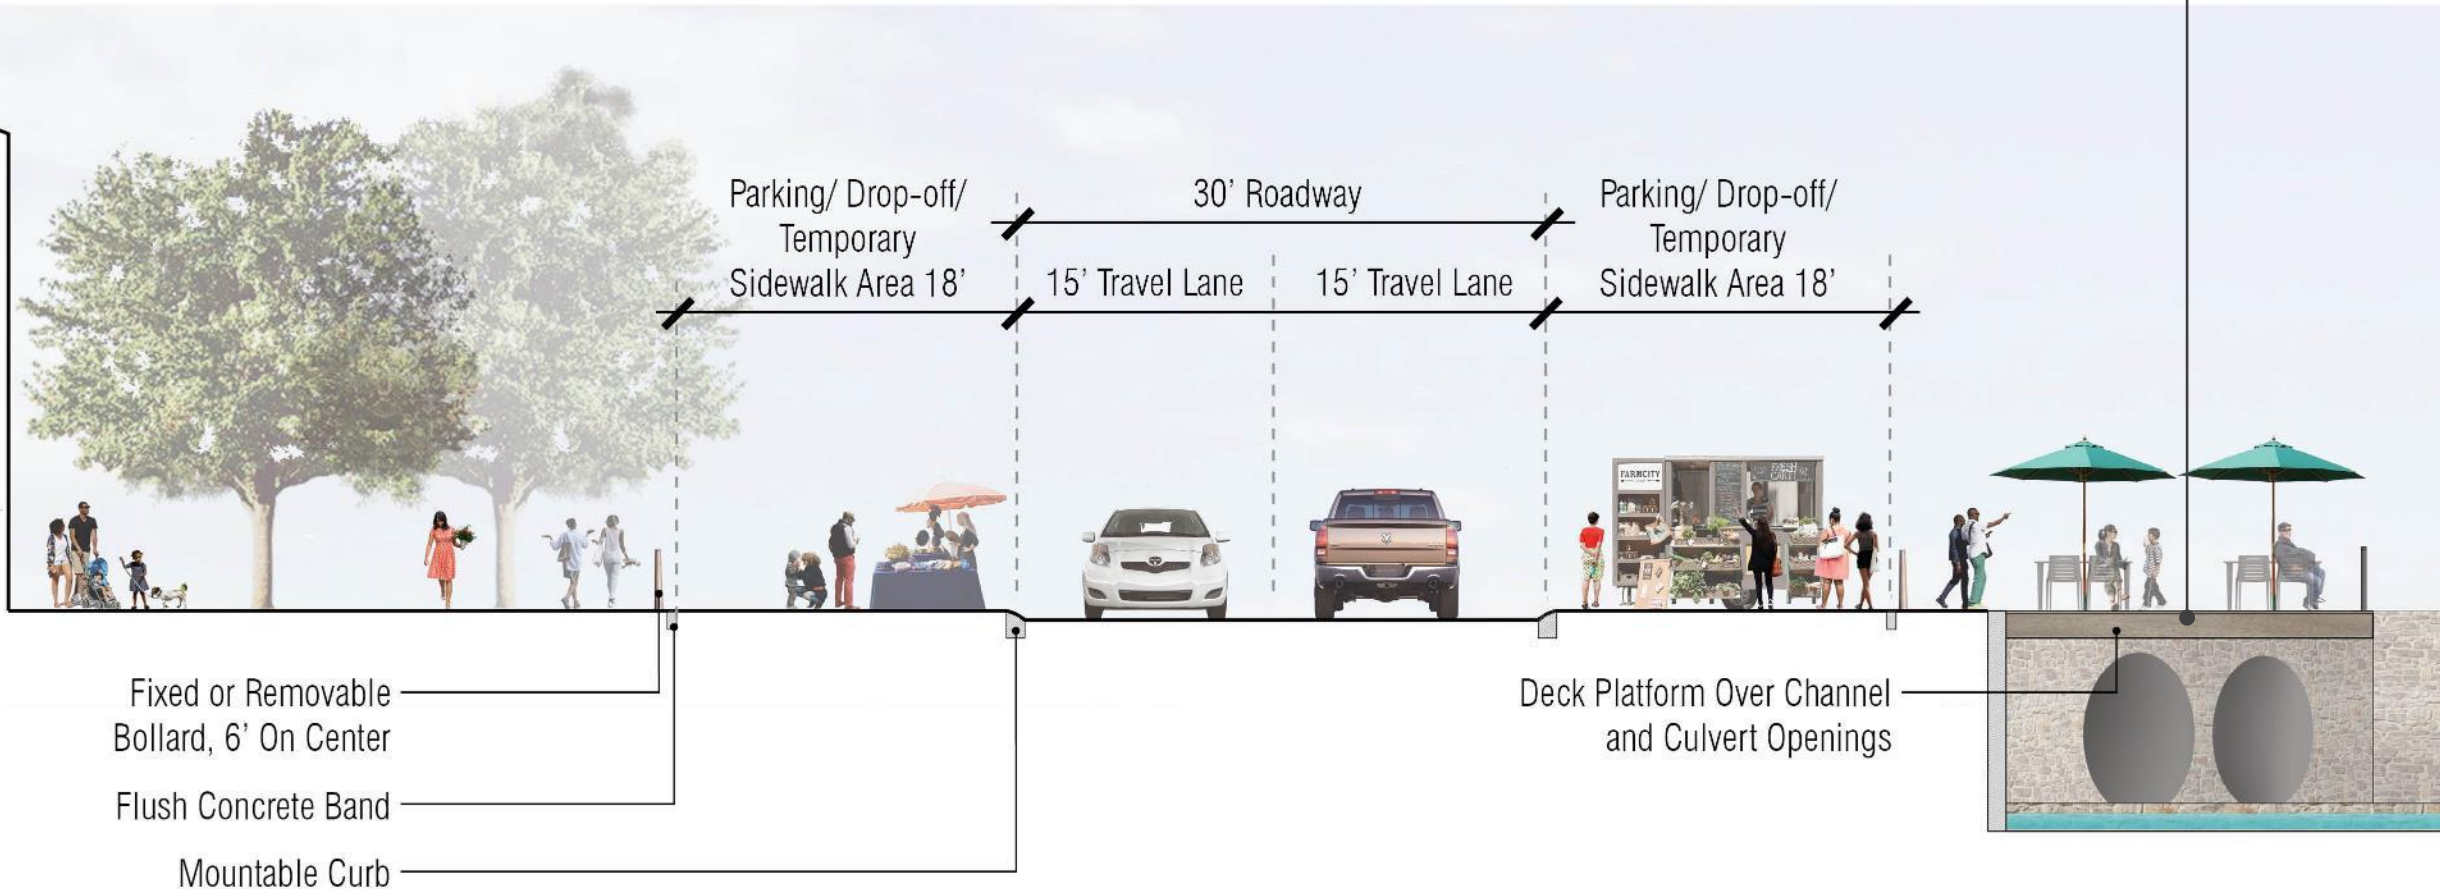 Parking/ Drop-off/
Temporary
Sidewalk Area 18’
30’ Roadway
15’ Travel Lane
15’ Travel Lane
Parking/ Drop-off/
Temporary
Sidewalk Area 18’
FARMCITY
FRESH
CART
Fixed or Removable
Bollard, 6’ On Center
Flush Concrete Band
Mountable Curb
Deck Platform Over Channel
and Culvert Openings